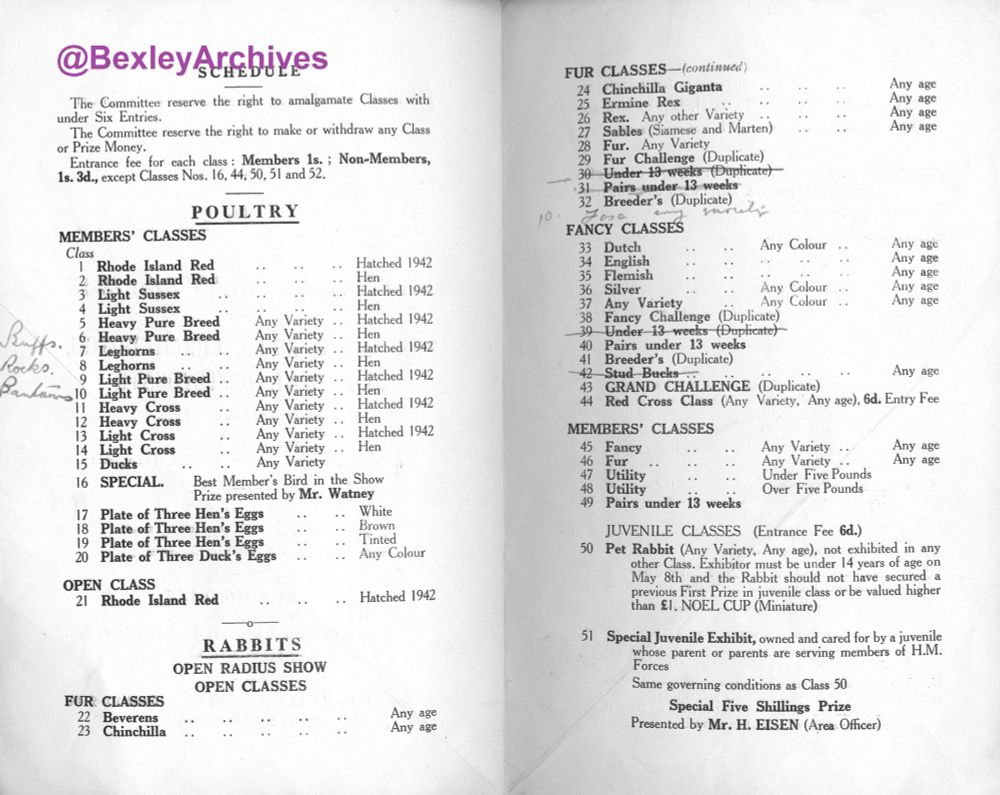 @BexleyArchives
SCHEDULE
The Committee reserve the right to amalgamate Classes with
under Six Entries.
The Committee reserve the right to make or withdraw any Class
or Prize Money.
Entrance fee for each class : Members 1s. ; Non-Members,
1s. 3d., except Classes Nos. 16, 44, 50, 51 and 52.
POULTRY
MEMBERS' CLASSES
Class
1 Rhode Island Red .. .. .. .. Hatched 1942
2 Rhode Island Red .. .. .. .. Hen
3 Light Sussex .. .. .. .. .. Hatched 1942
4 Light Sussex .. .. .. .. .. Hen
5 Heavy Pure Breed Any Variety .. Hatched 1942
6 Heavy Pure Breed Any Variety .. Hen
7 Leghorns .. .. Any Variety .. Hatched 1942
8 Leghorns .. .. Any Variety .. Hen
9 Light Pure Breed .. Any Variety .. Hatched 1942
10 Light Pure Breed .. Any Variety .. Hen
11 Heavy Cross .. Any Variety .. Hatched 1942
12 Heavy Cross .. Any Variety .. Hen
13 Light Cross .. Any Variety .. Hatched 1942
14 Light Cross .. Any Variety .. Hen
15 Ducks .. .. Any Variety
Buffs.
Rocks.
Bantams
16 SPECIAL. Best Member's Bird in the Show
Prize presented by Mr. Watney
17 Plate of Three Hen's Eggs .. .. White
18 Plate of Three Hen's Eggs .. .. Brown
19 Plate of Three Hen's Eggs .. .. Tinted
20 Plate of Three Duck's Eggs .. .. Any Colour
OPEN CLASS
21 Rhode Island Red .. .. .. Hatched 1942
RABBITS
OPEN RADIUS SHOW
OPEN CLASSES
FUR CLASSES
22 Beverens .. .. .. .. .. Any age
23 Chinchilla .. .. .. .. .. Any age
FUR CLASSES—(continued)
24 Chinchilla Giganta .. .. .. Any age
25 Ermine Rex .. .. .. .. Any age
26 Rex. Any other Variety .. .. .. Any age
27 Sables (Siamese and Marten) .. .. Any age
28 Fur. Any Variety
29 Fur Challenge (Duplicate)
30 Under 13 weeks (Duplicate)
31 Pairs under 13 weeks
32 Breeder's (Duplicate)
10. any variety
FANCY CLASSES
33 Dutch .. .. Any Colour .. Any age
34 English .. .. .. .. Any age
35 Flemish .. .. .. .. Any age
36 Silver .. .. Any Colour .. Any age
37 Any Variety .. Any Colour .. Any age
38 Fancy Challenge (Duplicate)
39 Under 13 weeks (Duplicate)
40 Pairs under 13 weeks
41 Breeder's (Duplicate)
42 Stud Bucks .. .. .. .. .. Any age
43 GRAND CHALLENGE (Duplicate)
44 Red Cross Class (Any Variety, Any age), 6d. Entry Fee
MEMBERS' CLASSES
45 Fancy .. .. Any Variety .. Any age
46 Fur .. .. .. Any Variety .. Any age
47 Utility .. .. Under Five Pounds
48 Utility .. .. Over Five Pounds
49 Pairs under 13 weeks
JUVENILE CLASSES (Entrance Fee 6d.)
50 Pet Rabbit (Any Variety, Any age), not exhibited in any
other Class. Exhibitor must be under 14 years of age on
May 8th and the Rabbit should not have secured a
previous First Prize in juvenile class or be valued higher
than £1. NOEL CUP (Miniature)
51 Special Juvenile Exhibit, owned and cared for by a juvenile
whose parent or parents are serving members of H.M.
Forces
Same governing conditions as Class 50
Special Five Shillings Prize
Presented by Mr. H. EISEN (Area Officer)